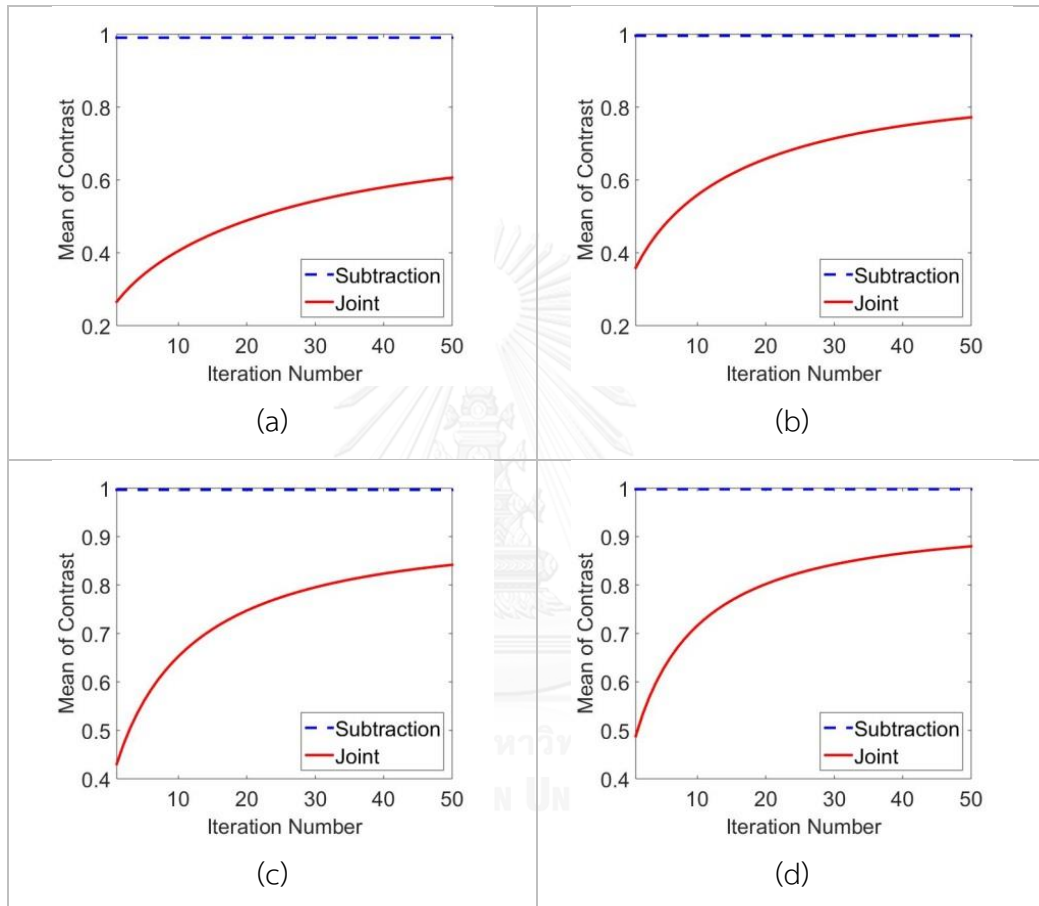 1
0.8
0.6
0.4
0.2
Mean of Contrast
Subtraction
Joint
10 20 30 40 50
Iteration Number
(a)
1
0.8
0.6
0.4
0.2
Mean of Contrast
Subtraction
Joint
10 20 30 40 50
Iteration Number
(b)
1
0.9
0.8
0.7
0.6
0.5
0.4
Mean of Contrast
Subtraction
Joint
10 20 30 40 50
Iteration Number
(c)
1
0.9
0.8
0.7
0.6
0.5
0.4
Mean of Contrast
Subtraction
Joint
10 20 30 40 50
Iteration Number
(d)